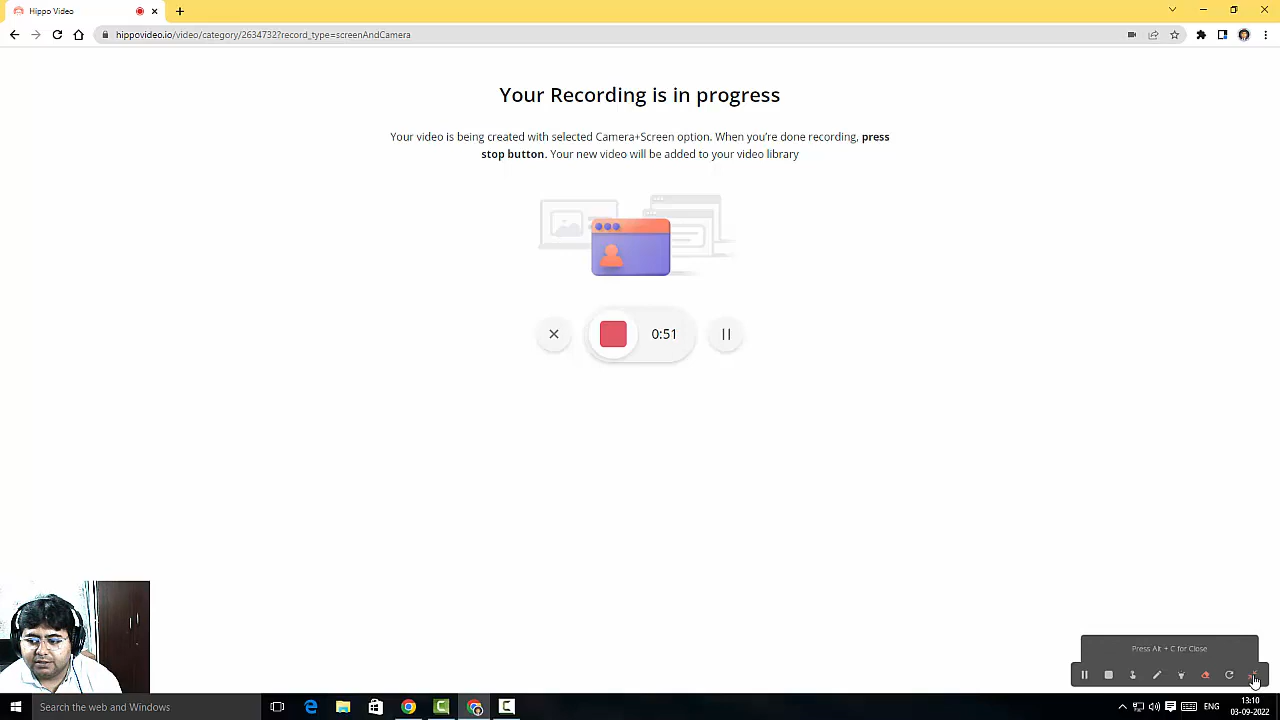 Hippo Video
hippovideo.io/video/category/2634732?record_type=screenAndCamera
Your Recording is in progress
Your video is being created with selected Camera+Screen option. When you're done recording, press
stop button. Your new video will be added to your video library
0:51
Press Alt + C for Close
Search the web and Windows
ENG
13:10
03-09-2022